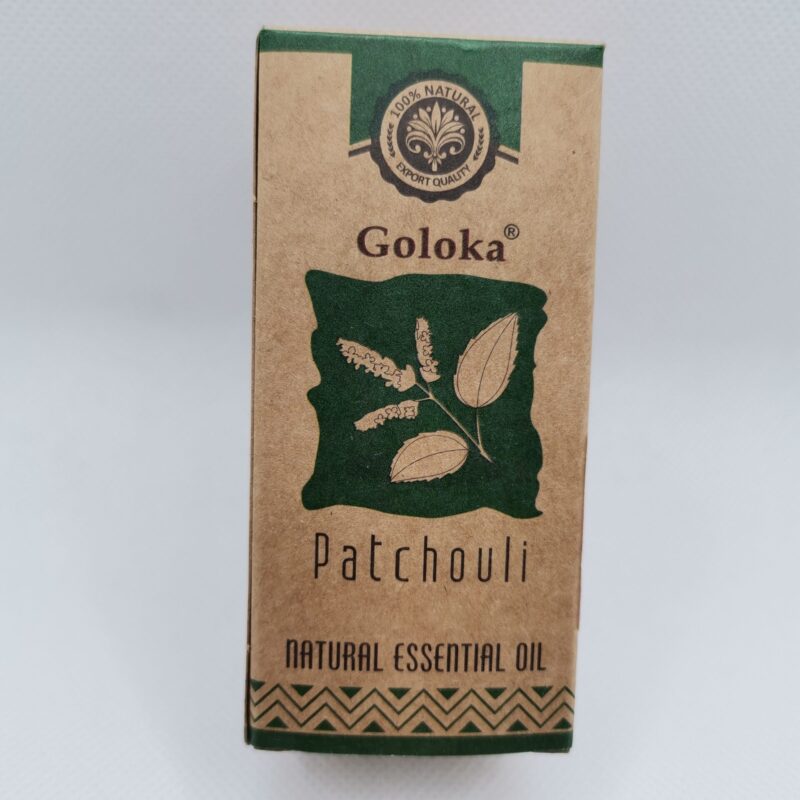 100% NATURAL
EXPORT QUALITY
Goloka®
Patchouli
NATURAL ESSENTIAL OIL